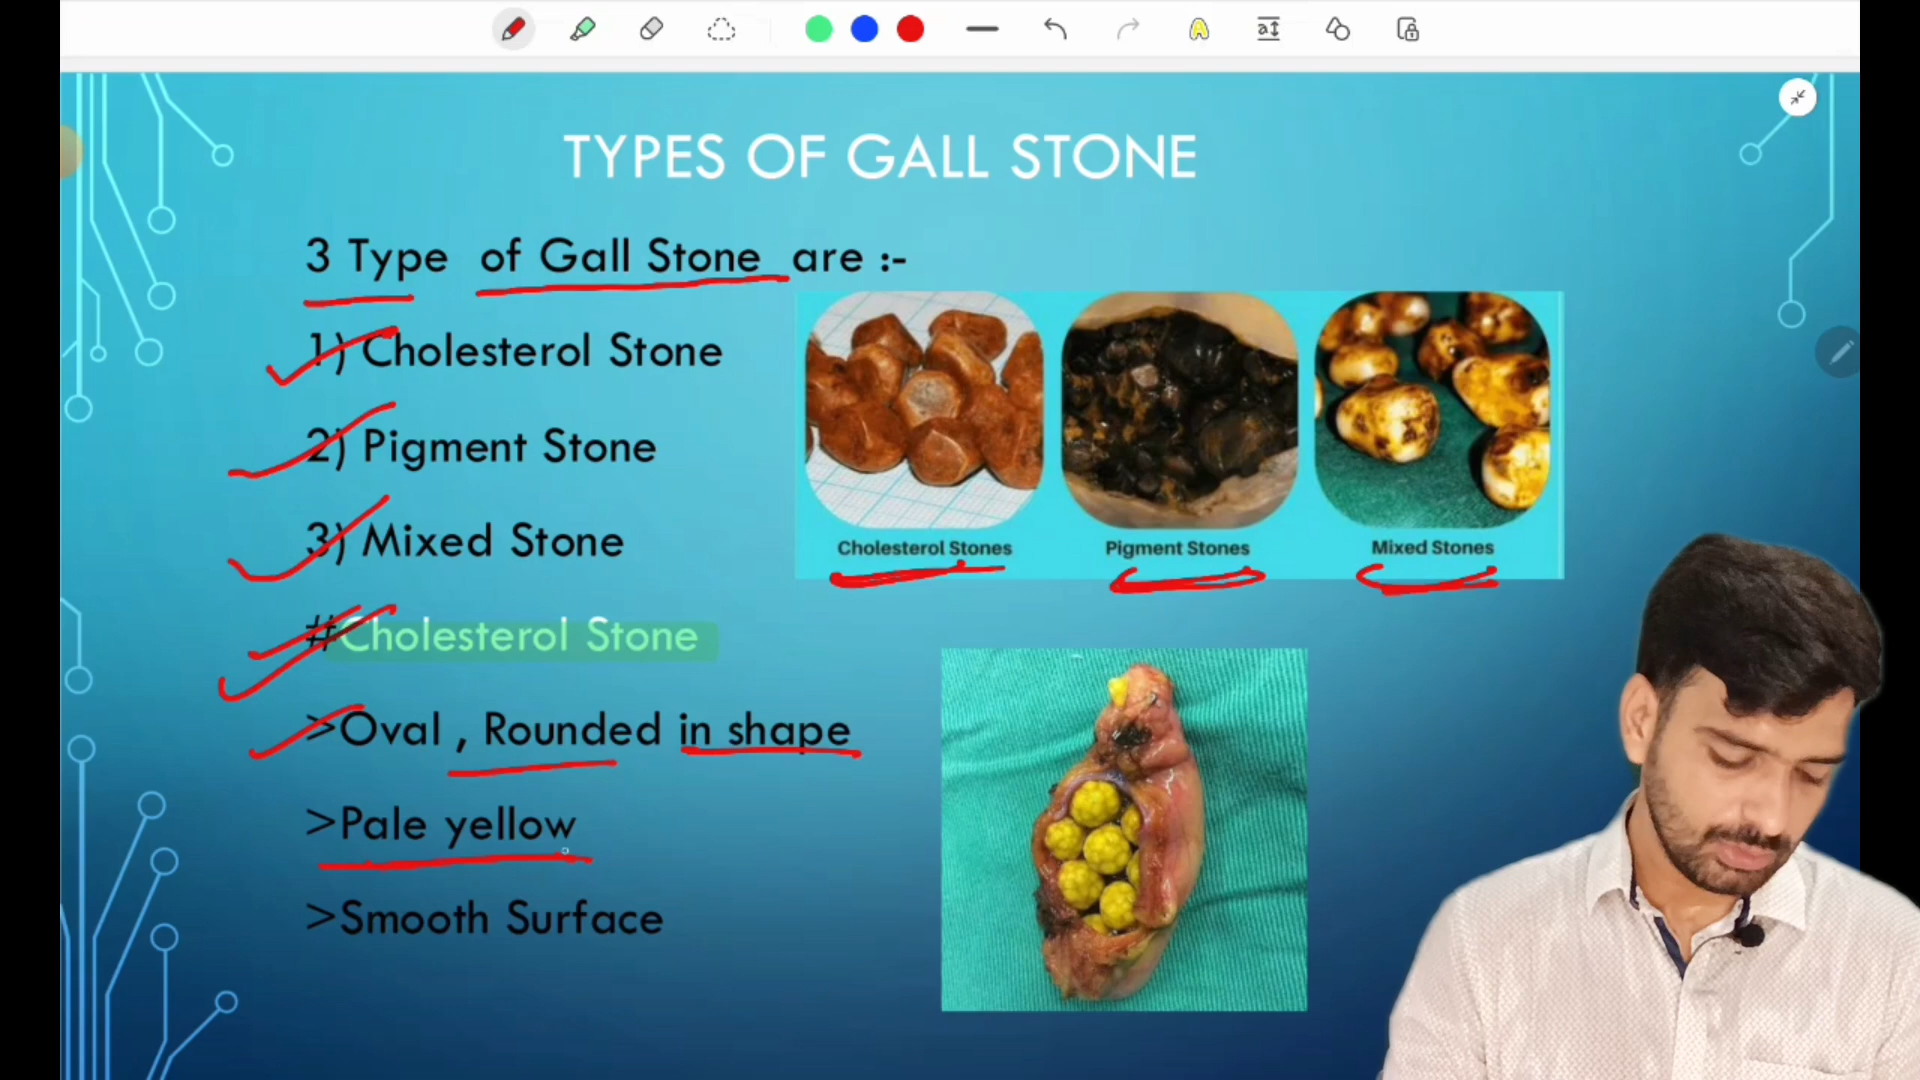 TYPES OF GALL STONE
3 Type of Gall Stone are :-
1) Cholesterol Stone
2) Pigment Stone
3) Mixed Stone
Cholesterol Stones
Pigment Stones
Mixed Stones
#Cholesterol Stone
>Oval , Rounded in shape
>Pale yellow
>Smooth Surface